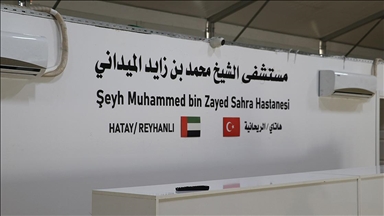 مستشفى الشيخ محمد بن زايد الميداني
Şeyh Muhammed bin Zayed Sahra Hastanesi
HATAY/ REYHANLI هاتاي/ الريحانية